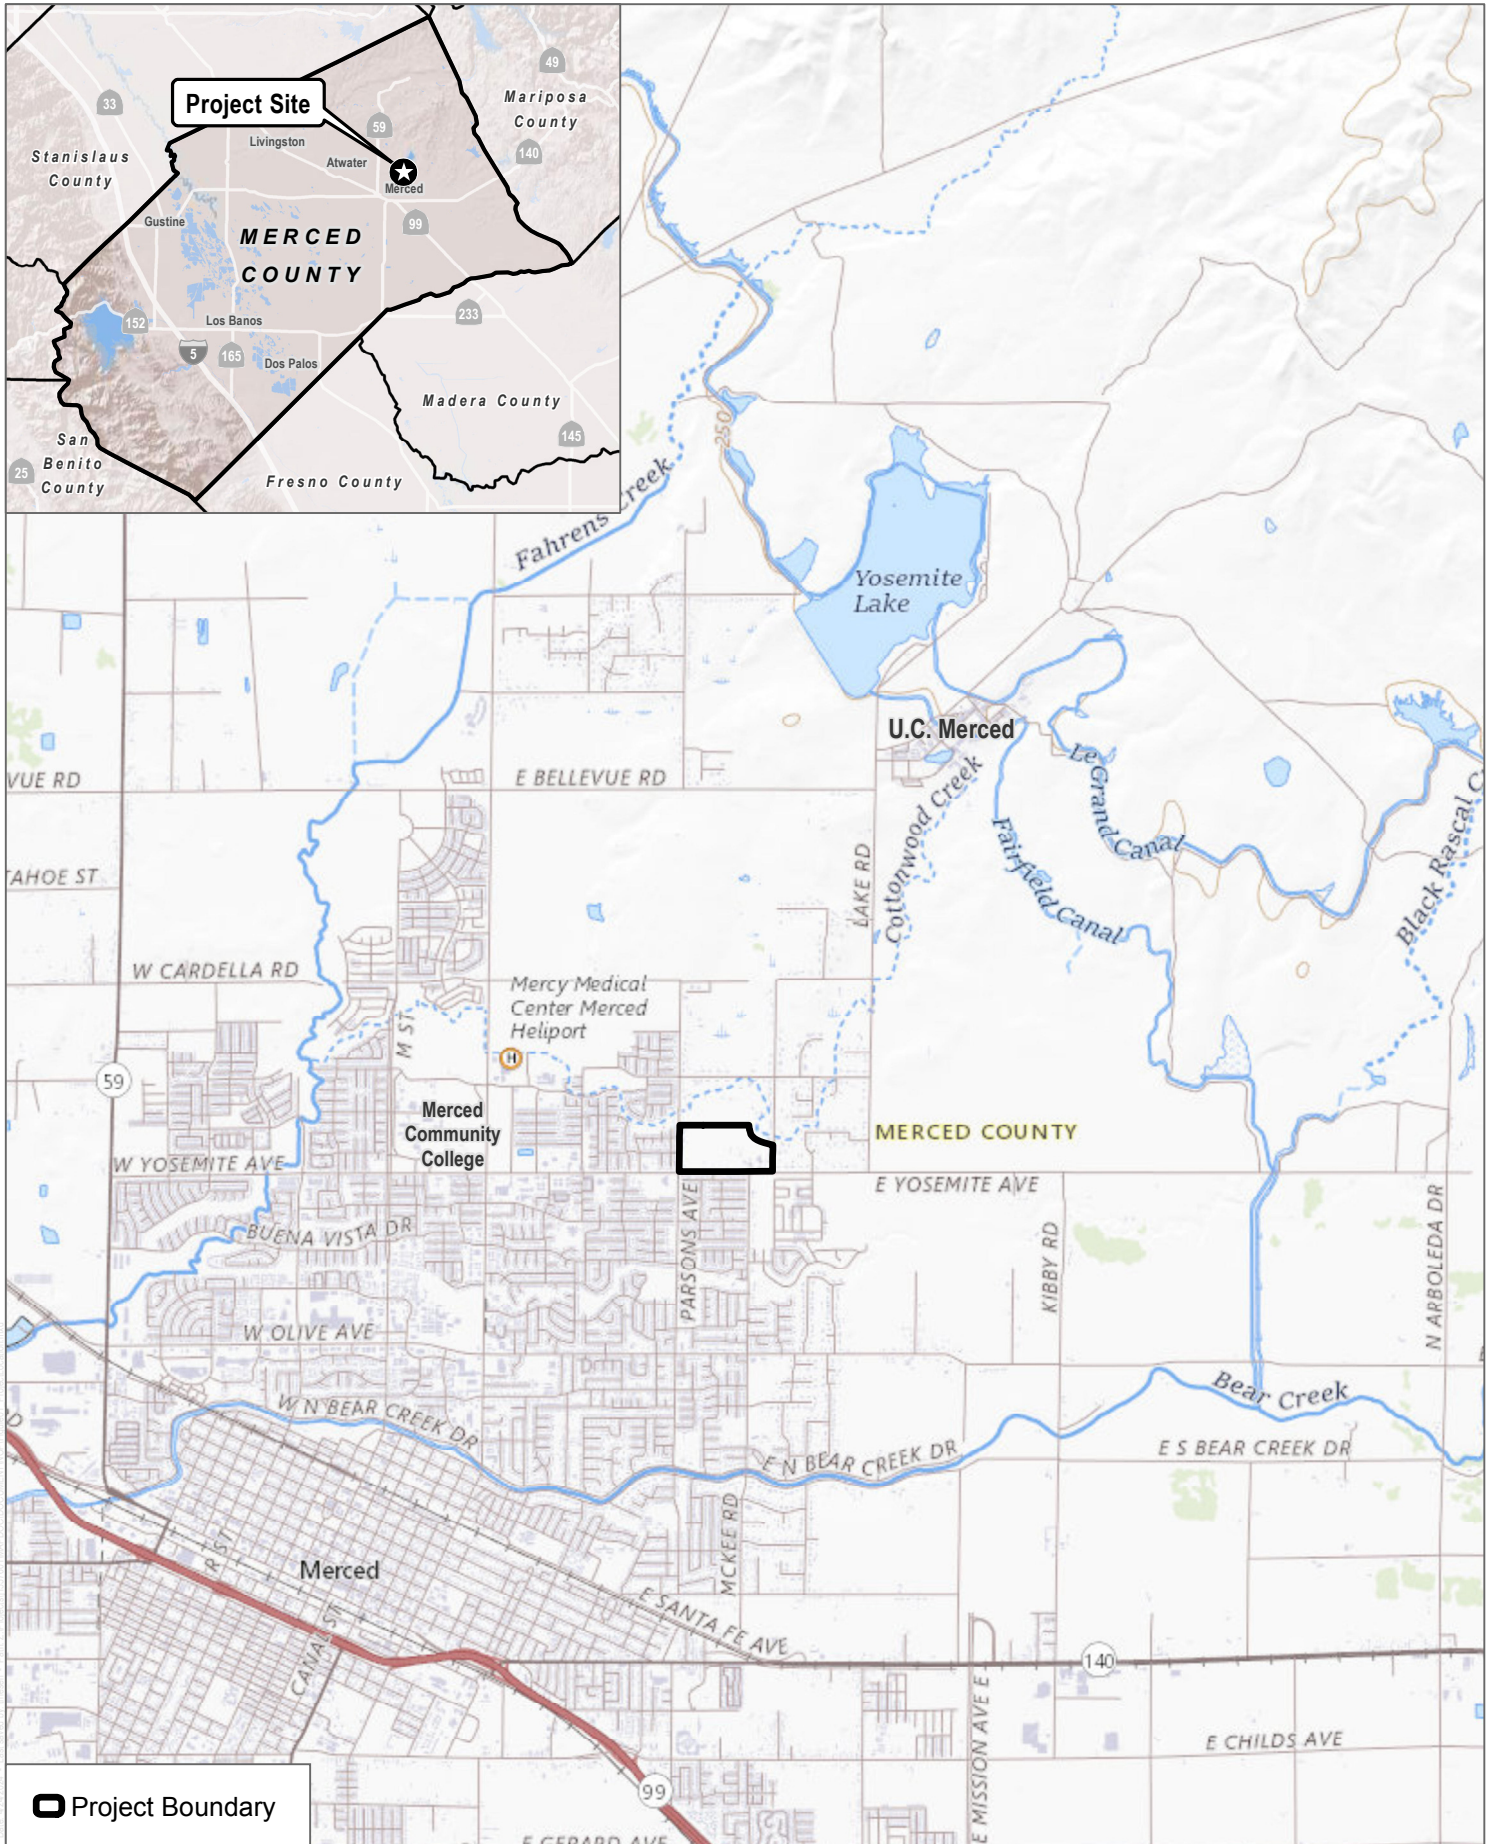 49
Mariposa
County
33
Project Site
59
Livingston
140
Stanislaus
County
Atwater
Merced
Gustine
99
MERCED
COUNTY
152
Los Banos
233
5
165
Dos Palos
Madera County
145
San
Benito
County
25
Fresno County
250
Fahrens Creek
Yosemite
Lake
U.C. Merced
VUE RD
E BELLEVUE RD
Le Grand Canal
Cottonwood Creek
Fairfield Canal
Black Rascal C
TAHOE ST
LAKE RD
W CARDELLA RD
Mercy Medical
Center Merced
Heliport
M ST
H
59
Merced
Community
College
MERCED COUNTY
W YOSEMITE AVE
E YOSEMITE AVE
BUENA VISTA DR
PARSONS AVE
KIBBY RD
N ARBOLEDA DR
W OLIVE AVE
W N BEAR CREEK DR
Bear Creek
RD
E N BEAR CREEK DR
E S BEAR CREEK DR
MCKEE RD
R ST
Merced
E SANTA FE AVE
CANAL ST
140
E MISSION AVE E
E CHILDS AVE
99
Project Boundary
E GERARD AVE